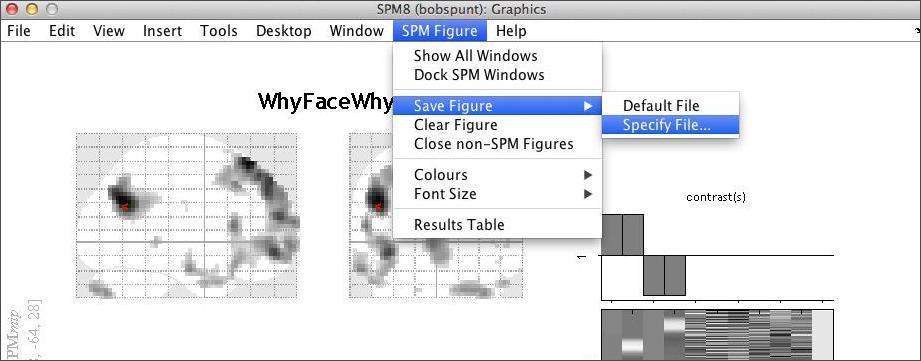 SPM8 (bobspunt): Graphics
File Edit View Insert Tools Desktop Window SPM Figure Help
Show All Windows
Dock SPM Windows
WhyFaceWhy
Save Figure
Default File
Clear Figure
Specify File...
Close non-SPM Figures
Colours
Font Size
contrast(s)
Results Table
1
PMmip
, -64, 28]